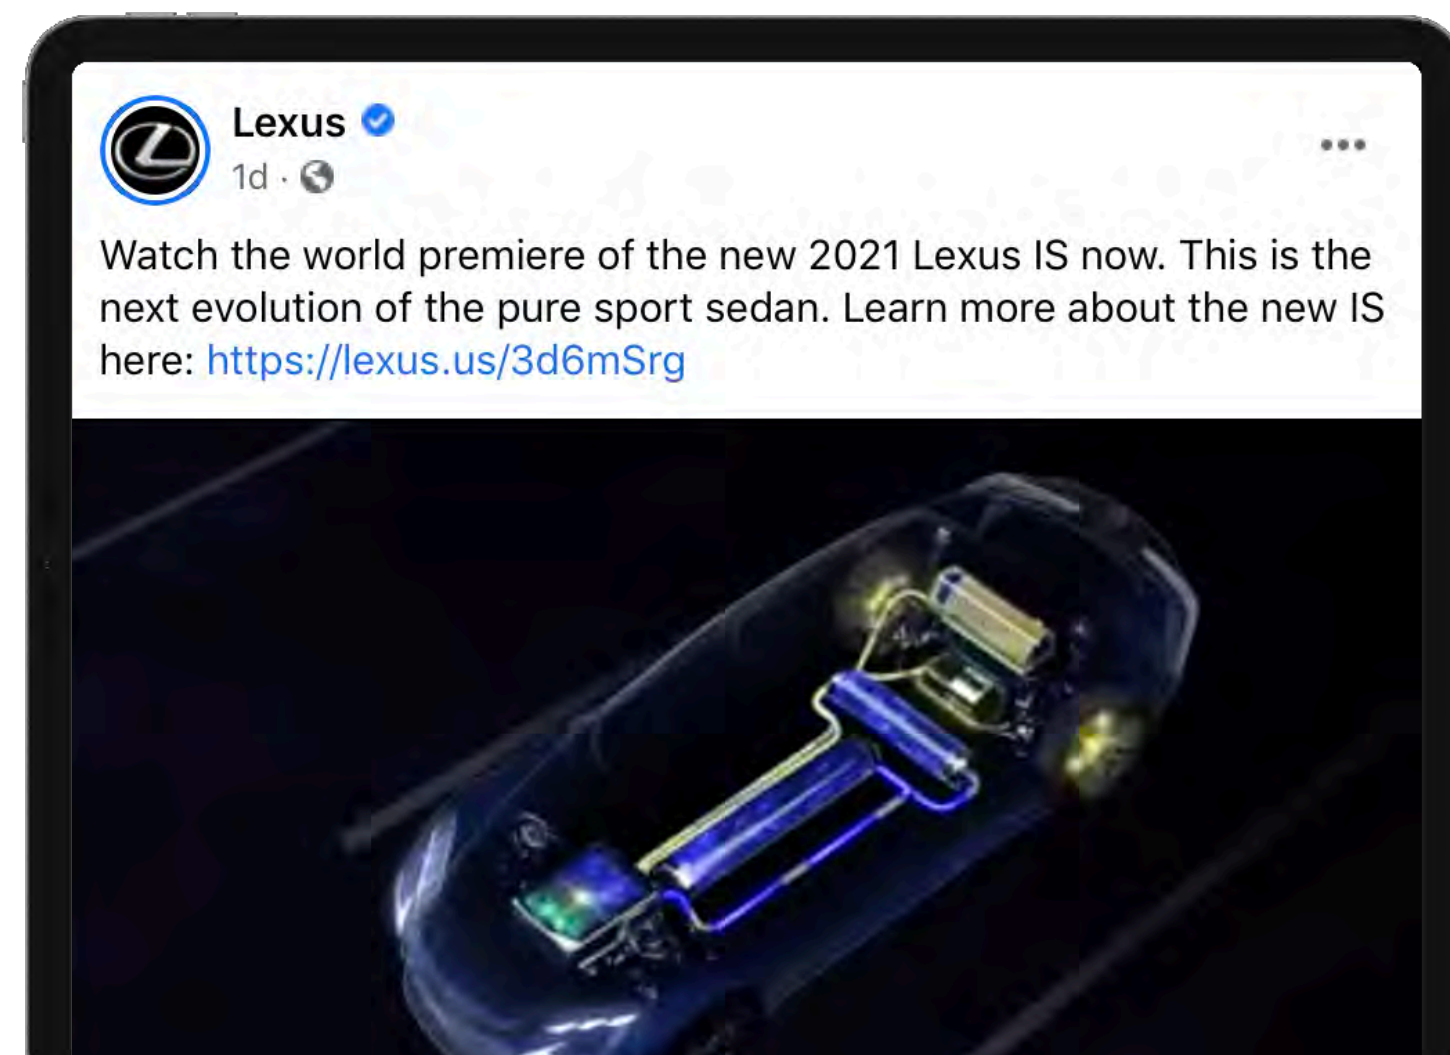 Lexus
1d ·
Watch the world premiere of the new 2021 Lexus IS now. This is the
next evolution of the pure sport sedan. Learn more about the new IS
here: https://lexus.us/3d6mSrg